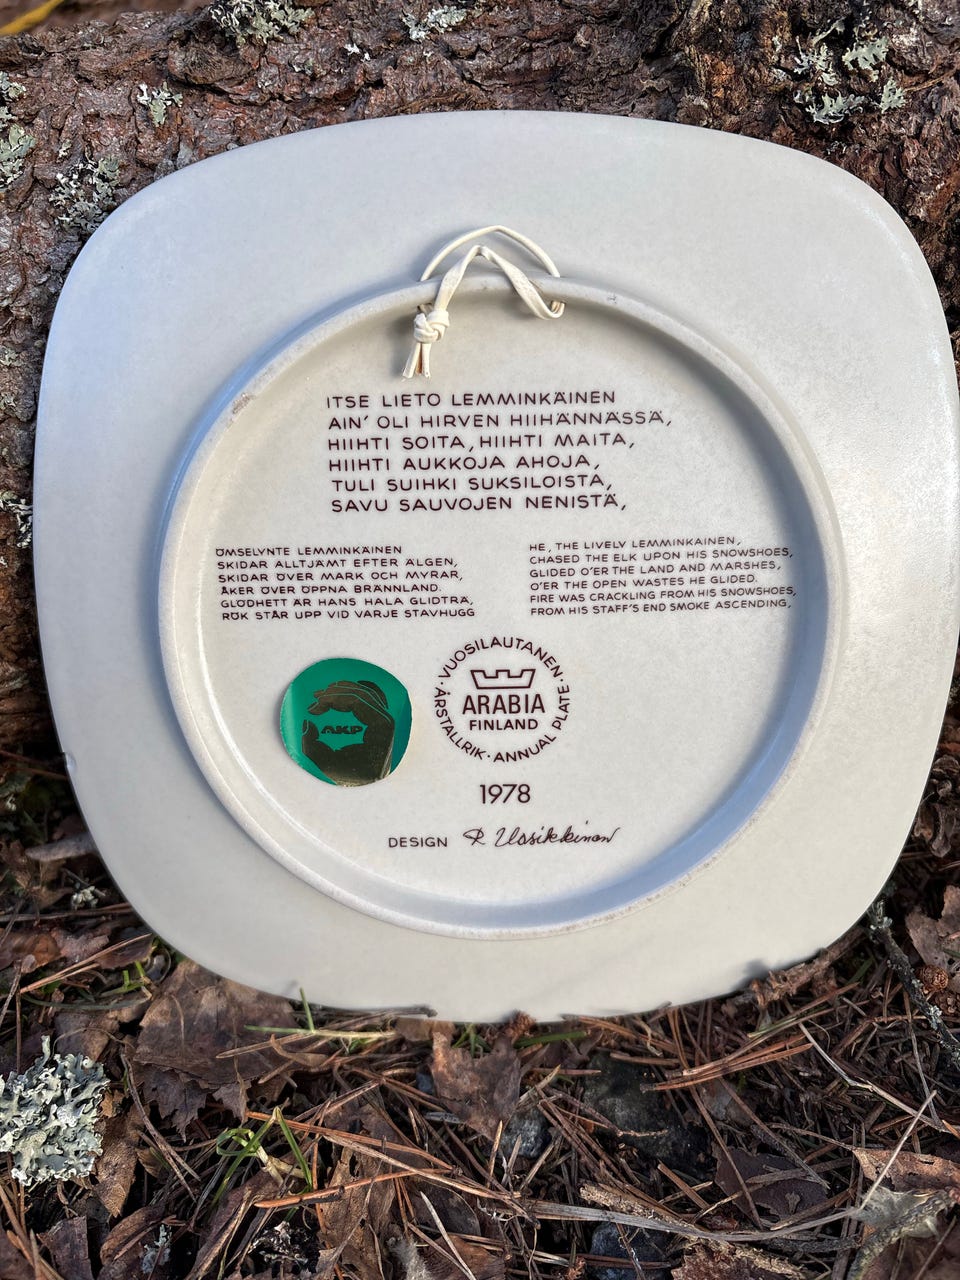 ITSE LIETO LEMMINKÄINEN
AIN' OLI HIRVEN HIIHÄNNÄSSÄ,
HIIHTI SOITA, HIIHTI MAITA,
HIIHTI AUKKOJA AHOJA,
TULI SUIHKI SUKSILOISTA,
SAVU SAUVOJEN NENISTÄ,
ÖMSELYNTE LEMMINKÄINEN
SKIDAR ALLTJÄMT EFTER ÄLGEN,
SKIDAR ÖVER MARK OCH MYRAR,
ÅKER ÖVER ÖPPNA BRÄNNLAND.
GLÖDHETT ÄR HANS HALA GLIDTRÄ,
RÖK STÅR UPP VID VARJE STAVHUGG
HE, THE LIVELY LEMMINKAINEN,
CHASED THE ELK UPON HIS SNOWSHOES,
GLIDED O'ER THE LAND AND MARSHES,
O'ER THE OPEN WASTES HE GLIDED.
FIRE WAS CRACKLING FROM HIS SNOWSHOES,
FROM HIS STAFF'S END SMOKE ASCENDING,
AKP
VUOSILAUTANEN · ANNUAL PLATE · ÅRSTALLRIK ·
ARABIA
FINLAND
1978
DESIGN R Uosikkinen